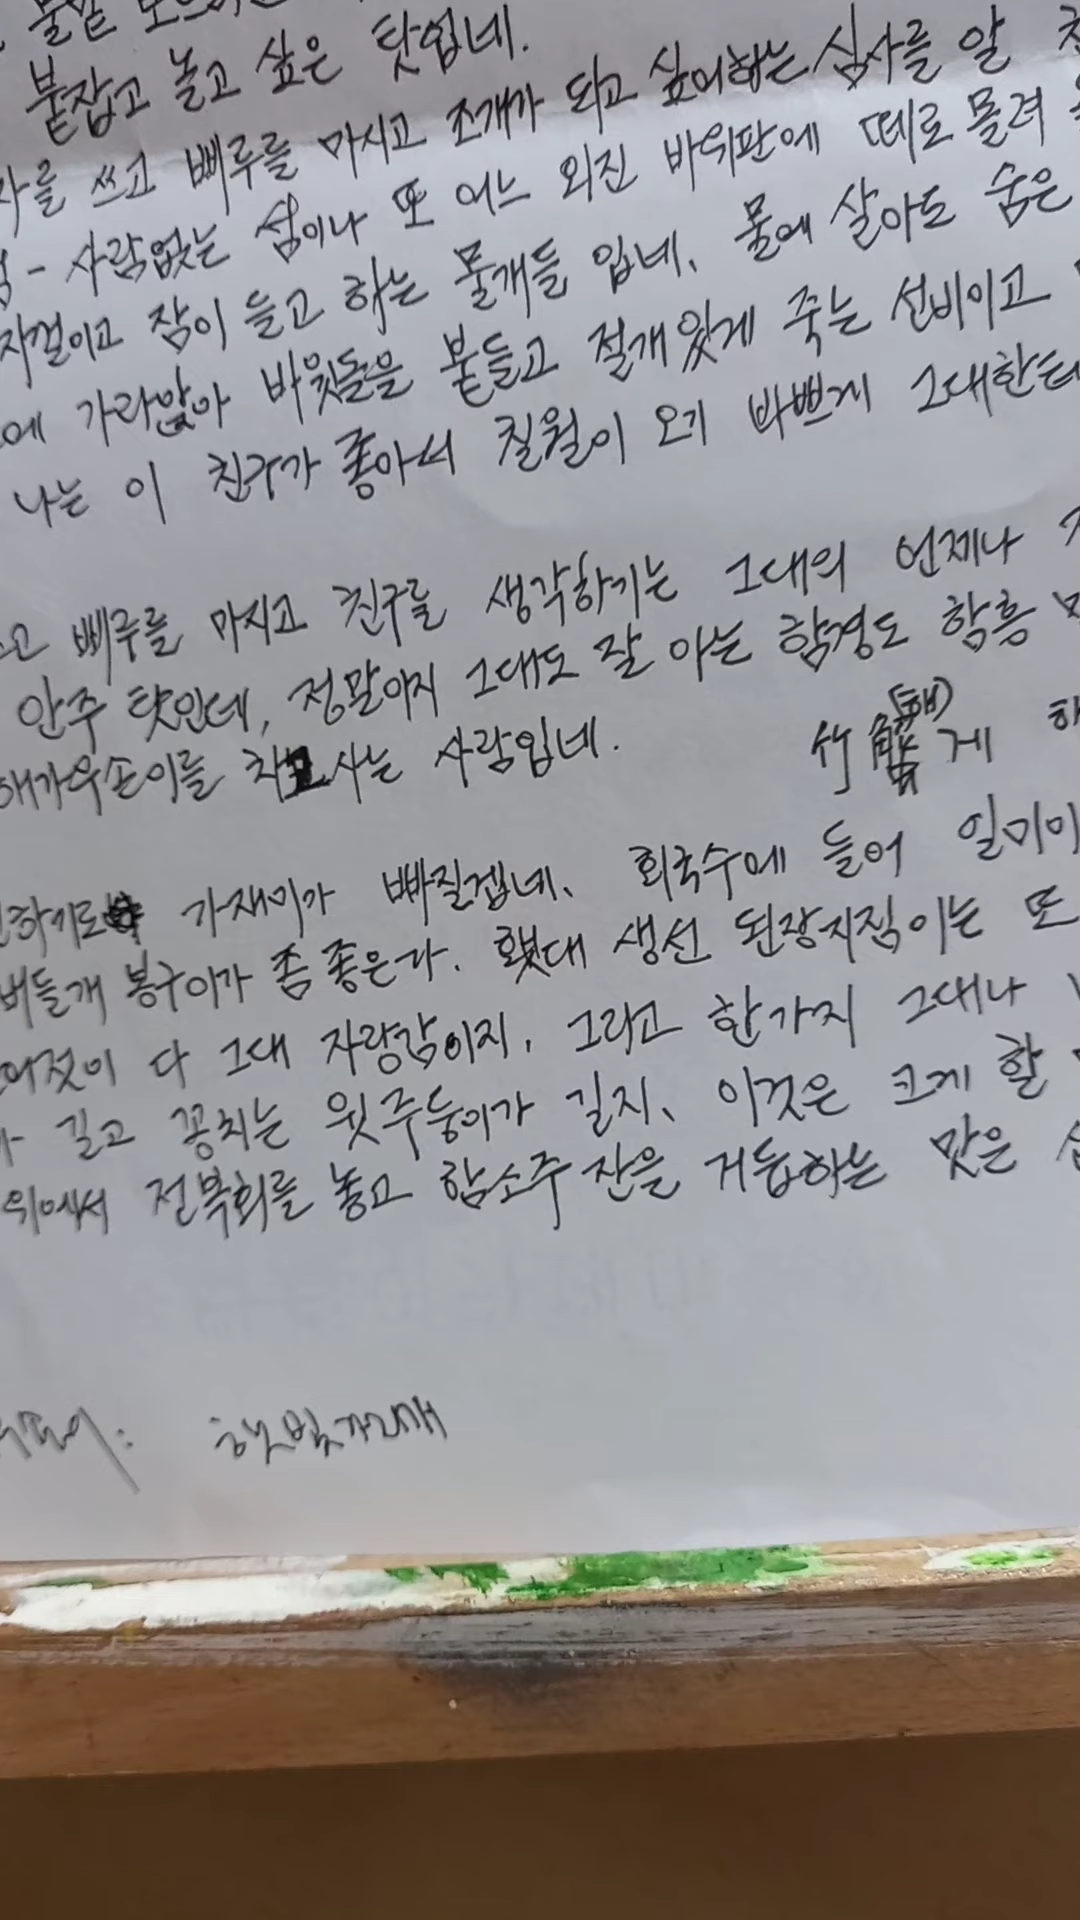 붙잡고 놀고 싶은 탓입네.
를 쓰고 삐루를 마시고 조개가 되고 싶어하는 심사를 알
- 사람없는 섬이나 또 어느 외진 바위판에 떼로 몰려
자걸이고 잠이 들고 하는 물개들 입네、 물에 살아도 숨은
에 가라앉아 바윗돌을 붙들고 절개있게 죽는 선비이고
나는 이 친구가 좋아서 칠월이 오기 바쁘게 그대한테
고 삐루를 마시고 친구를 생각하기는 그대의 언제나
안주 탓인데, 정말이지 그대도 잘 아는 함경도 함흥
해가우손이를 차고 사는 사람입네.
竹蟹(해) 게
하기로 가재미가 빠질겝네、 회국수에 들어 일미이
버들개 봉구이가 좀 좋은가. 횃대 생선 된장지짐이는 또
어젓이 다 그대 자랑감이지. 그리고 한가지 그대나
길고 꽁치는 윗주둥이가 길지、 이것은 크게 할
위에서 전복회를 놓고 함소주 잔을 거듭하는 맛은